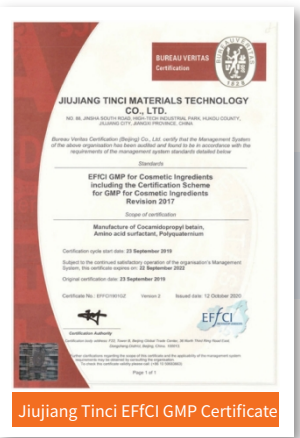 BUREAU VERITAS
Certification
JIUJIANG TINCI MATERIALS TECHNOLOGY
CO., LTD.
NO. 88, JINSHA SOUTH ROAD, HIGH-TECH INDUSTRIAL PARK, HUKOU COUNTY,
JIUJIANG CITY, JIANGXI PROVINCE, CHINA
Bureau Veritas Certification (Beijing) Co., Ltd. certify that the Management System
of the above organisation has been audited and found to be in accordance with the
requirements of the management system standards detailed below
Standards
EFfCI GMP for Cosmetic Ingredients
including the Certification Scheme
for GMP for Cosmetic Ingredients
Revision 2017
Scope of certification
Manufacture of Cocamidopropyl betain,
Amino acid surfactant, Polyquaternium
Certification cycle start date: 23 September 2019
Subject to the continued satisfactory operation of the organisation's Management
System, this certificate expires on: 22 September 2022
Original certification date: 23 September 2019
Version 2
Issued date: 12 October 2020
EFfCI
Certification Authority
Page 1 of 1
Jiujiang Tinci EFfCI GMP Certificate